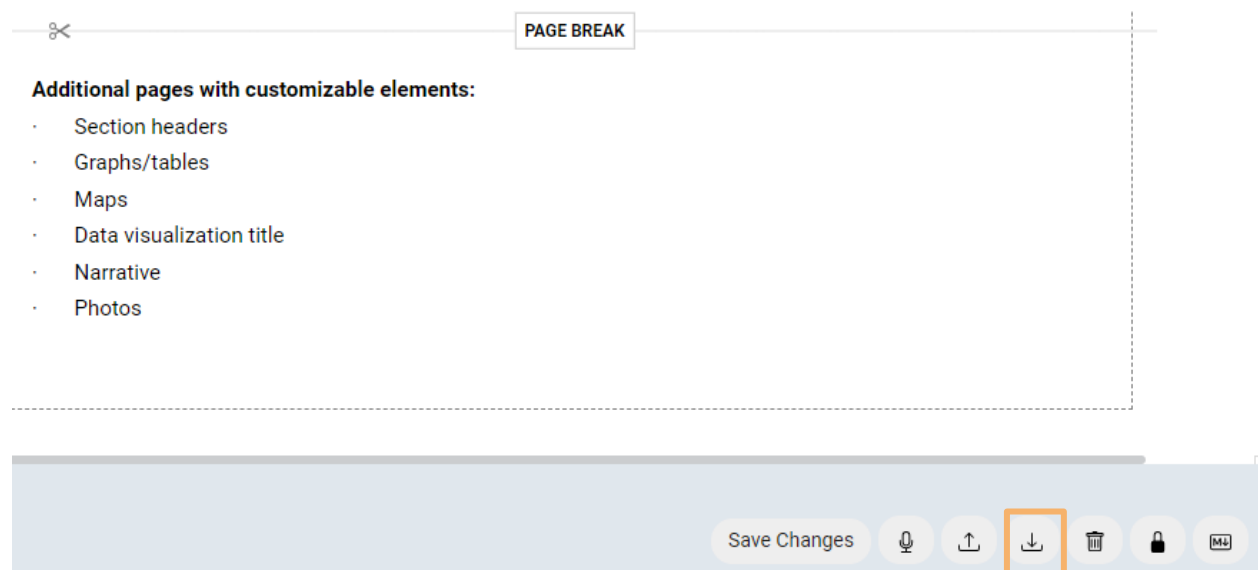 PAGE BREAK
Additional pages with customizable elements:
· Section headers
· Graphs/tables
· Maps
· Data visualization title
· Narrative
· Photos
Save Changes
M↓